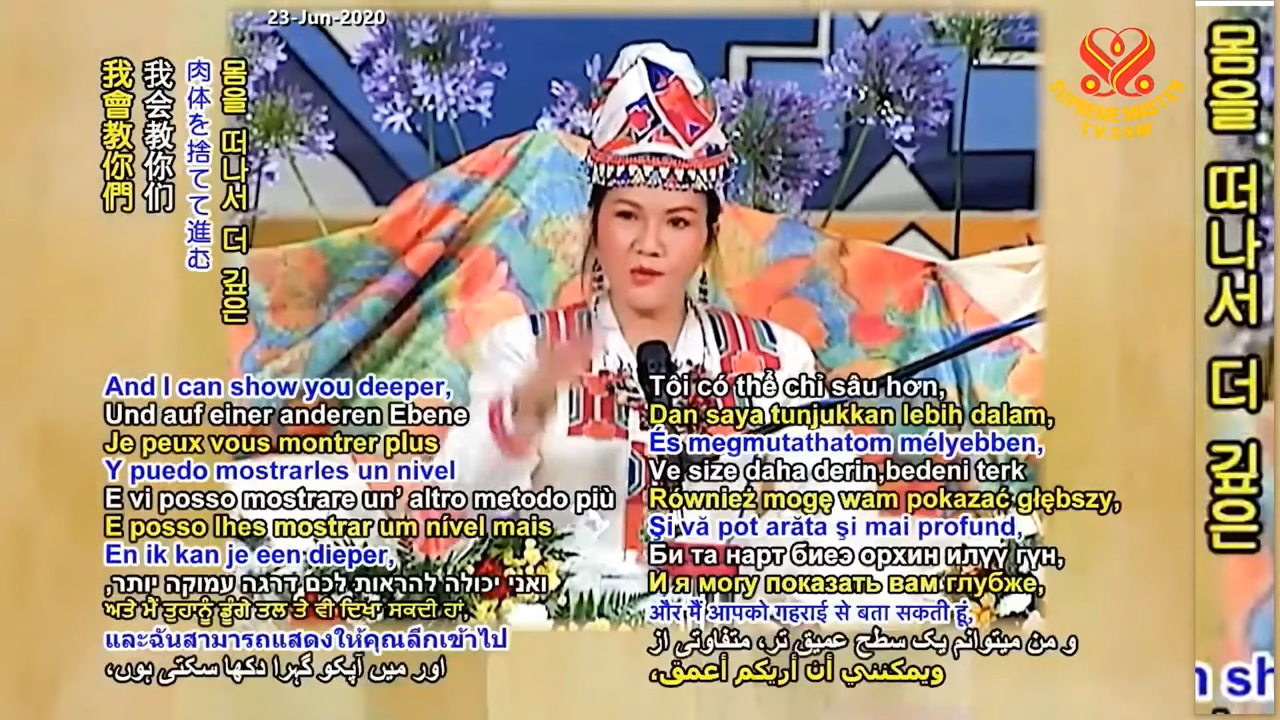 23-Jun-2020
SUPREME MASTER
TV.COM
몸을 떠나서 더 깊은
肉体を捨てて進む
我会教你们
我會教你們
And I can show you deeper,
Und auf einer anderen Ebene
Je peux vous montrer plus
Y puedo mostrarles un nivel
E vi posso mostrare un' altro metodo più
E posso lhes mostrar um nível mais
En ik kan je een dieper,
ואני יכולה להראות לכם דרגה עמוקה יותר,
ਅਤੇ ਮੈਂ ਤੁਹਾਨੂੰ ਡੂੰਗੇ ਤਲ ਤੇ ਵੀ ਦਿਖਾ ਸਕਦੀ ਹਾਂ,
และฉันสามารถแสดงให้คุณลึกเข้าไป
اور میں آپکو گہرا دکھا سکتی ہوں،
Tôi có thể chỉ sâu hơn,
Dan saya tunjukkan lebih dalam,
És megmutathatom mélyebben,
Ve size daha derin,bedeni terk
Również mogę wam pokazać głębszy,
Şi vă pot arăta şi mai profund,
Би та нарт биеэ орхин илүү гүн,
И я могу показать вам глубже,
और मैं आपको गहराई से बता सकती हूं,
و من میتوانم یک سطح عمیق تر، متفاوتی از
ويمكنني أن أريكم أعمق،
몸을 떠나서 더 깊은
n sh